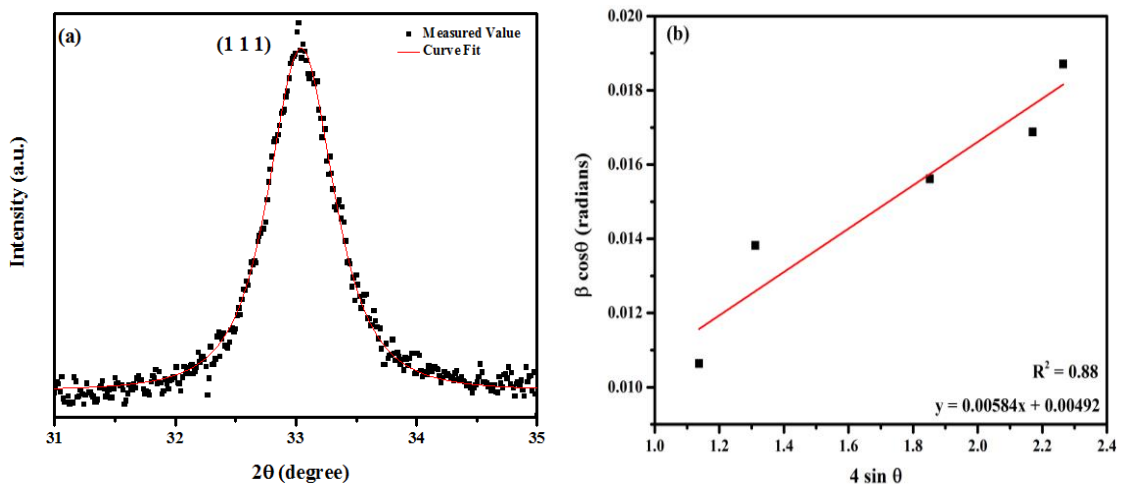 (a)
(1 1 1)
Measured Value
Curve Fit
Intensity (a.u.)
31
32
33
34
35
2θ (degree)
(b)
β cosθ (radians)
0.020
0.018
0.016
0.014
0.012
0.010
R² = 0.88
y = 0.00584x + 0.00492
1.0
1.2
1.4
1.6
1.8
2.0
2.2
2.4
4 sin θ